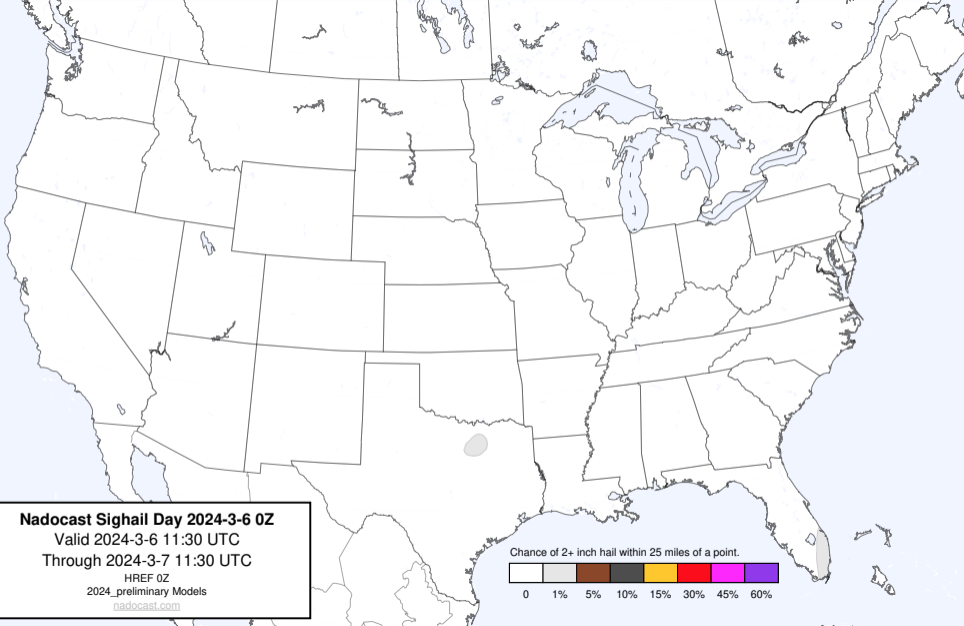 Nadocast Sighail Day 2024-3-6 0Z
Valid 2024-3-6 11:30 UTC
Through 2024-3-7 11:30 UTC
HREF 0Z
2024_preliminary Models
nadocast.com
Chance of 2+ inch hail within 25 miles of a point.
0 1% 5% 10% 15% 30% 45% 60%